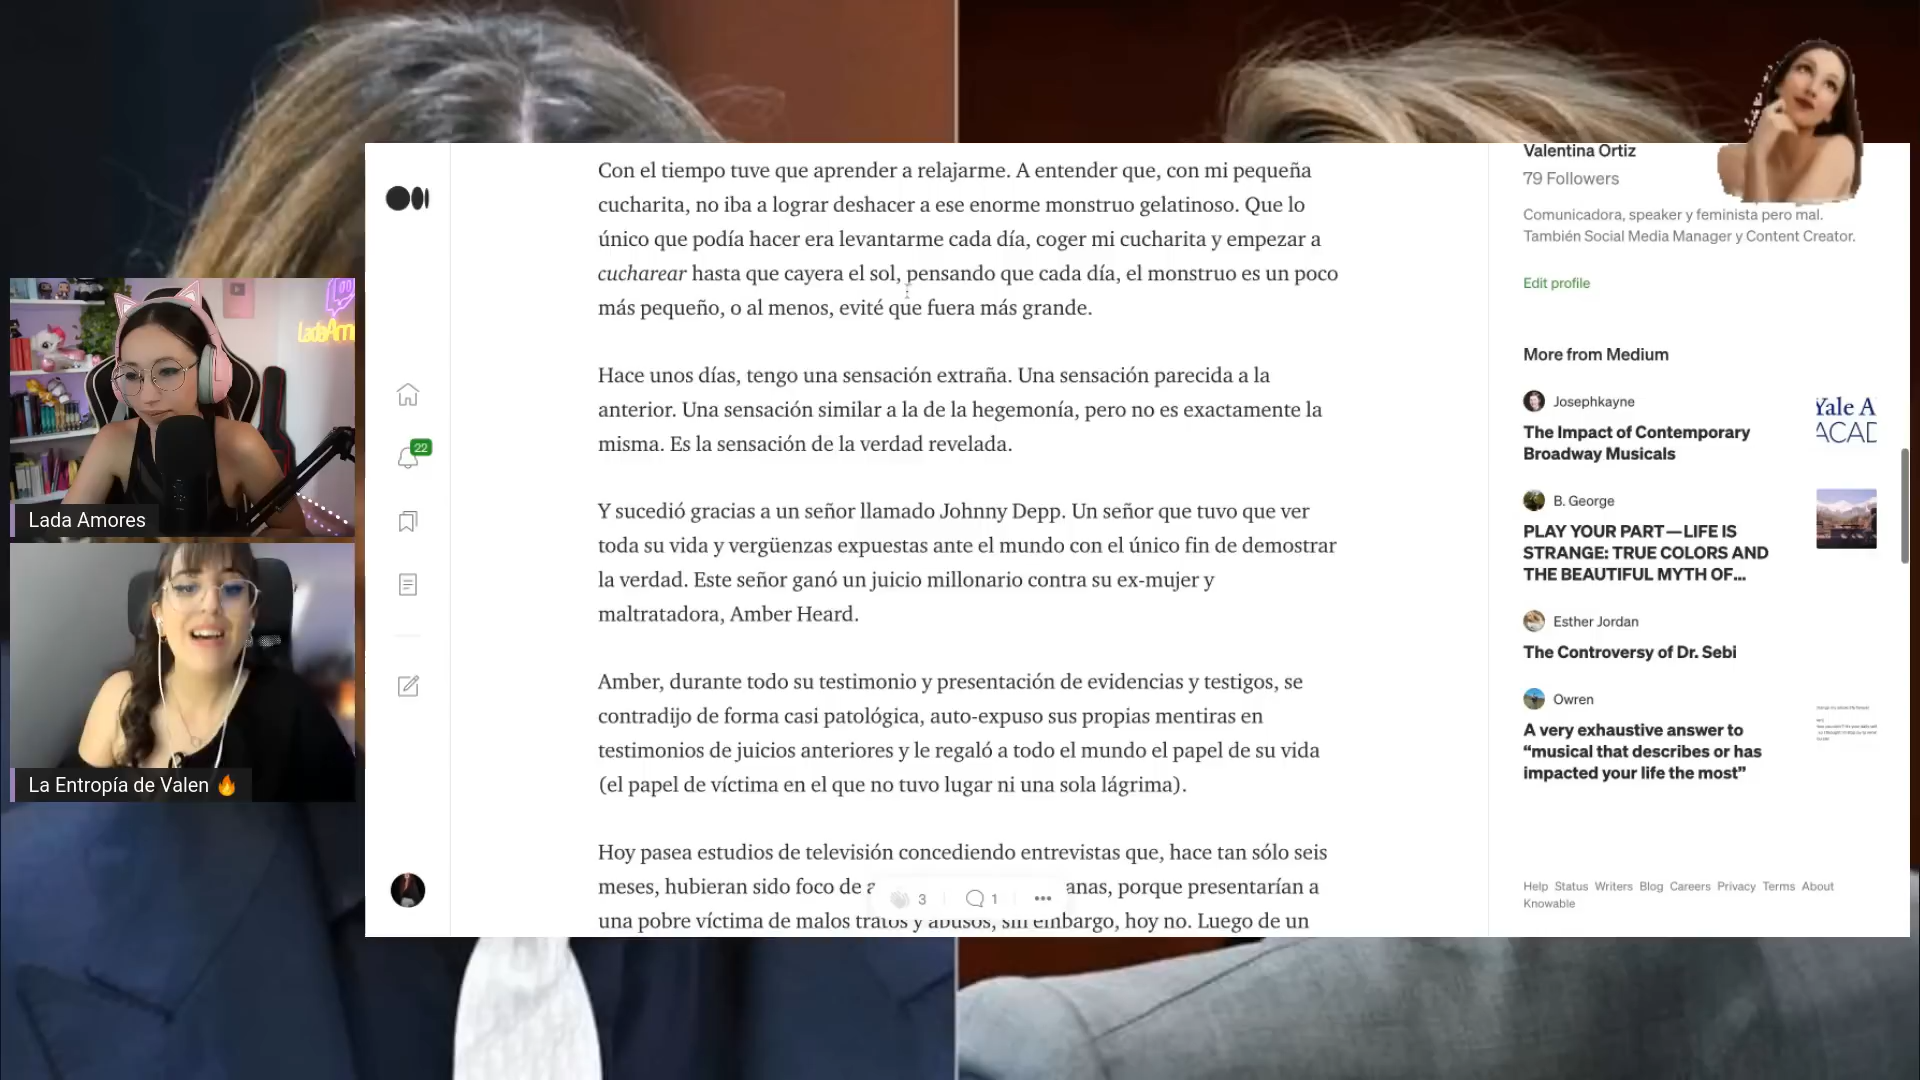 Con el tiempo tuve que aprender a relajarme. A entender que, con mi pequeña
cucharita, no iba a lograr deshacer a ese enorme monstruo gelatinoso. Que lo
único que podía hacer era levantarme cada día, coger mi cucharita y empezar a
cucharear hasta que cayera el sol, pensando que cada día, el monstruo es un poco
más pequeño, o al menos, evité que fuera más grande.
Hace unos días, tengo una sensación extraña. Una sensación parecida a la
anterior. Una sensación similar a la de la hegemonía, pero no es exactamente la
misma. Es la sensación de la verdad revelada.
Y sucedió gracias a un señor llamado Johnny Depp. Un señor que tuvo que ver
toda su vida y vergüenzas expuestas ante el mundo con el único fin de demostrar
la verdad. Este señor ganó un juicio millonario contra su ex-mujer y
maltratadora, Amber Heard.
Amber, durante todo su testimonio y presentación de evidencias y testigos, se
contradijo de forma casi patológica, auto-expuso sus propias mentiras en
testimonios de juicios anteriores y le regaló a todo el mundo el papel de su vida
(el papel de víctima en el que no tuvo lugar ni una sola lágrima).
Hoy pasea estudios de televisión concediendo entrevistas que, hace tan sólo seis
meses, hubieran sido foco de a anas, porque presentarían a
una pobre víctima de malos tratos y abusos, sin embargo, hoy no. Luego de un
3
1
22
Valentina Ortiz
79 Followers
Comunicadora, speaker y feminista pero mal.
También Social Media Manager y Content Creator.
Edit profile
More from Medium
Josephkayne
The Impact of Contemporary
Broadway Musicals
Yale A
ACAD
B. George
PLAY YOUR PART—LIFE IS
STRANGE: TRUE COLORS AND
THE BEAUTIFUL MYTH OF...
Esther Jordan
The Controversy of Dr. Sebi
Owren
A very exhaustive answer to
“musical that describes or has
impacted your life the most”
Help Status Writers Blog Careers Privacy Terms About
Knowable
LadaAm
Lada Amores
La Entropía de Valen 🔥